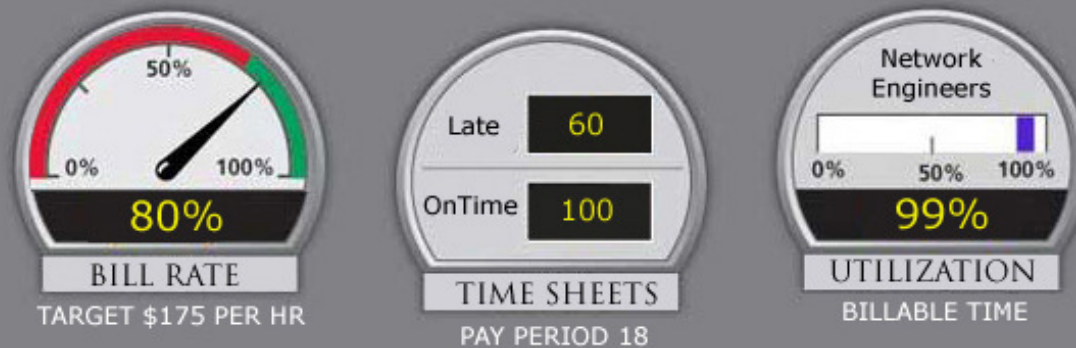 50%
0%
100%
80%
BILL RATE
TARGET $175 PER HR
Late
60
OnTime
100
TIME SHEETS
PAY PERIOD 18
Network
Engineers
0%
50%
100%
99%
UTILIZATION
BILLABLE TIME